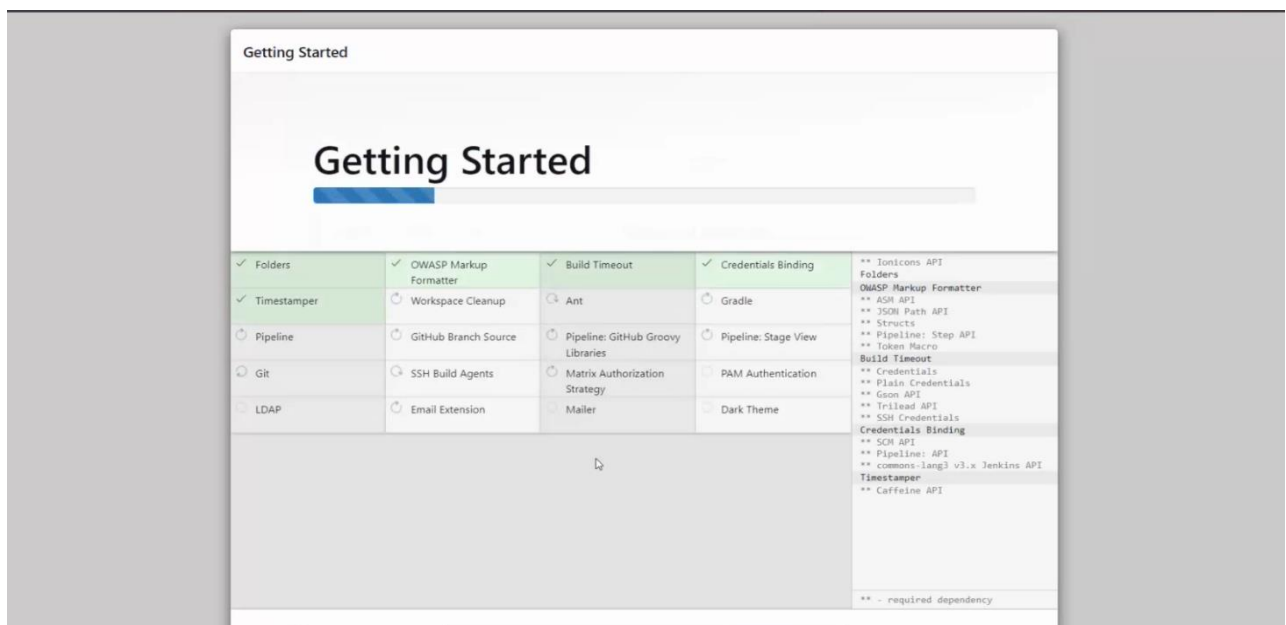 Getting Started
Getting Started
Folders
OWASP Markup
Formatter
Build Timeout
Credentials Binding
Timestamper
Workspace Cleanup
Ant
Gradle
Pipeline
GitHub Branch Source
Pipeline: GitHub Groovy
Libraries
Pipeline: Stage View
Git
SSH Build Agents
Matrix Authorization
Strategy
PAM Authentication
LDAP
Email Extension
Mailer
Dark Theme
** Ionicons API
Folders
OWASP Markup Formatter
** ASM API
** JSON Path API
** Structs
** Pipeline: Step API
** Token Macro
Build Timeout
** Credentials
** Plain Credentials
** Gson API
** Trilead API
** SSH Credentials
Credentials Binding
** SCM API
** Pipeline: API
** commons-lang3 v3.x Jenkins API
Timestamper
** Caffeine API
** - required dependency